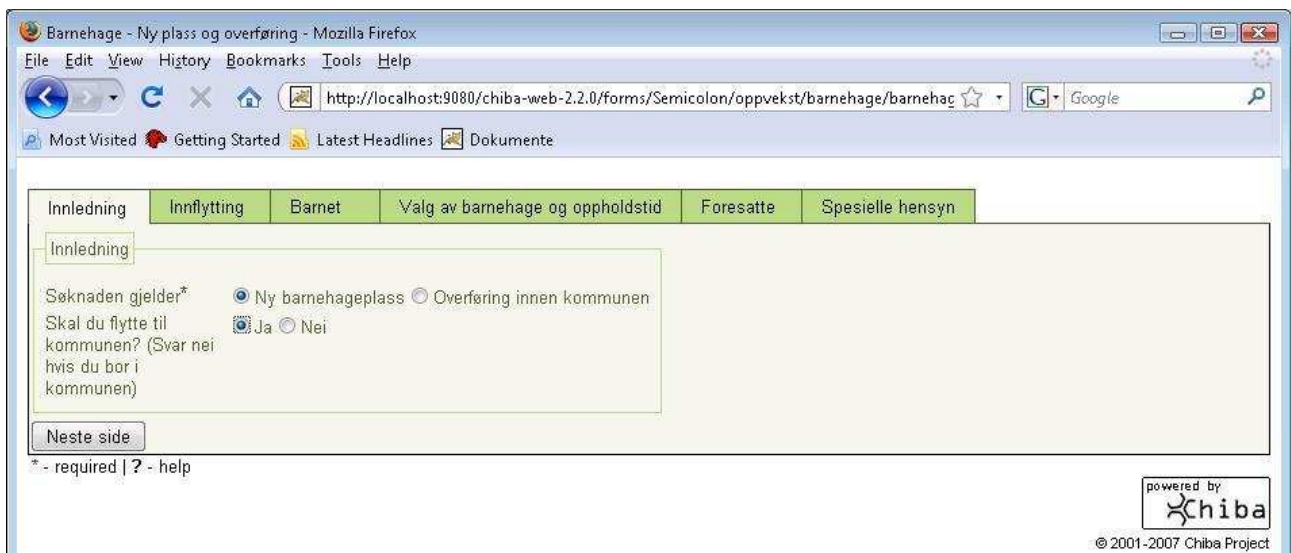 Barnehage - Ny plass og overføring - Mozilla Firefox
File Edit View History Bookmarks Tools Help
http://localhost:9080/chiba-web-2.2.0/forms/Semicolon/oppvekst/barnehage/barnehag G Google
Most Visited Getting Started Latest Headlines Dokumente
Innledning Innflytting Barnet Valg av barnehage og oppholdstid Foresatte Spesielle hensyn
Innledning
Søknaden gjelder* Ny barnehageplass Overføring innen kommunen
Skal du flytte til Ja Nei
kommunen? (Svar nei
hvis du bor i
kommunen)
Neste side
* - required | ? - help
powered by
Chiba
© 2001-2007 Chiba Project